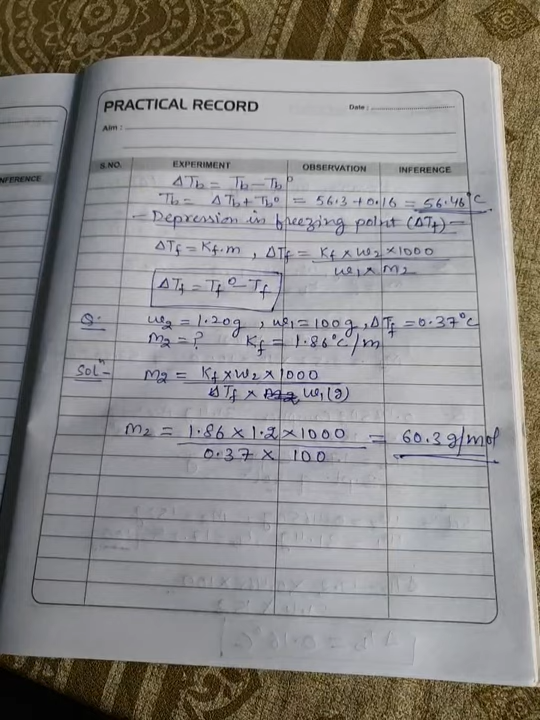 PRACTICAL RECORD
Date :
Aim :
S.NO. EXPERIMENT OBSERVATION INFERENCE
NFERENCE
ΔTb = Tb - Tb°
Tb = ΔTb + Tb° = 56.3 + 0.16 = 56.46°C
- Depression in freezing point (ΔTf) -
ΔTf = Kf.m , ΔTf = Kf × w2 × 1000
w1 × M2
ΔTf = Tf° - Tf
Q:- w2 = 1.20g , w1 = 100g , ΔTf = 0.37°C
M2 = ? Kf = 1.86°C/m
Solⁿ- M2 = Kf × w2 × 1000
ΔTf × w1(g)
M2 = 1.86 × 1.2 × 1000 = 60.3 g/mol
0.37 × 100